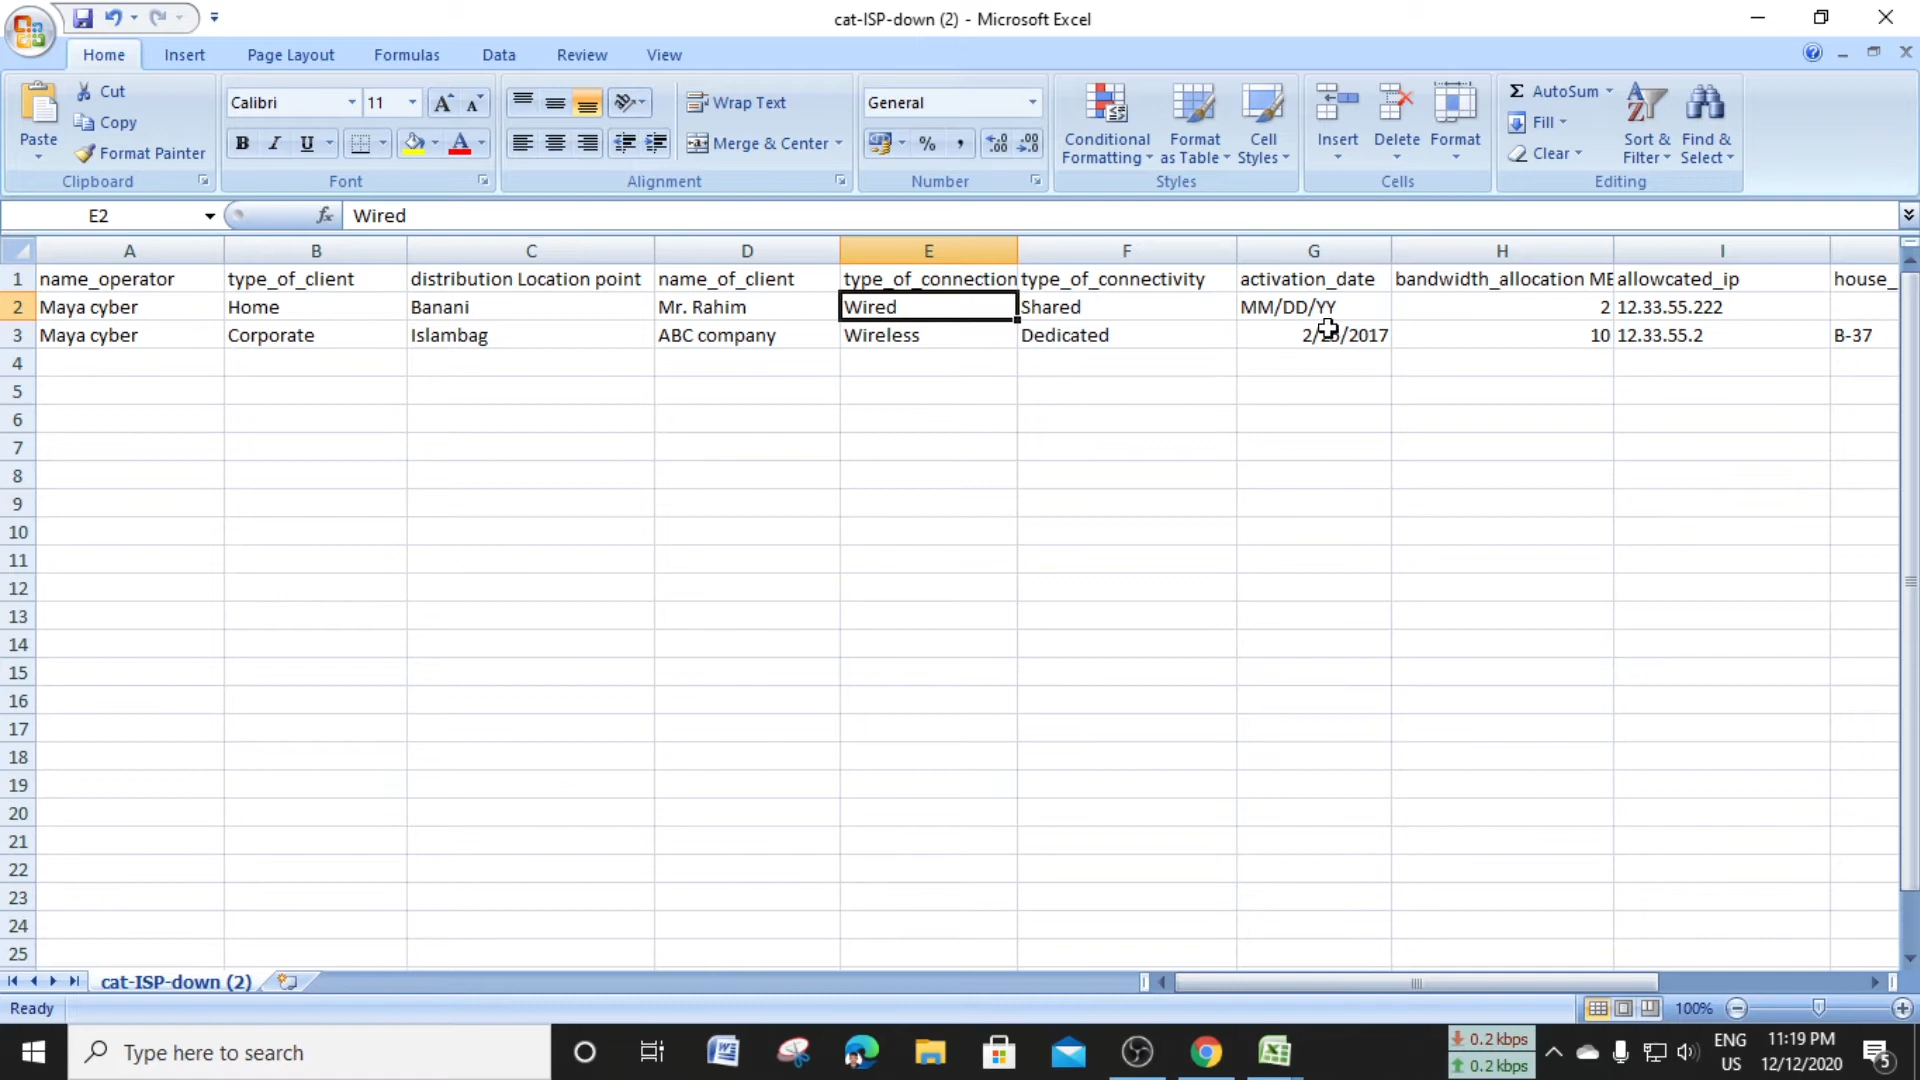 cat-ISP-down (2) - Microsoft Excel
Home Insert Page Layout Formulas Data Review View
Paste Cut Copy Format Painter Clipboard
Calibri 11 A A B I U A Font
Wrap Text Merge & Center Alignment
General % , .00 .00 Number
Conditional Formatting Format as Table Cell Styles Styles
Insert Delete Format Cells
Σ AutoSum Fill Clear Sort & Filter Find & Select Editing
E2 fx Wired
A B C D E F G H I
1 name_operator type_of_client distribution Location point name_of_client type_of_connection type_of_connectivity activation_date bandwidth_allocation MB allowcated_ip house_
2 Maya cyber Home Banani Mr. Rahim Wired Shared MM/DD/YY 2 12.33.55.222
3 Maya cyber Corporate Islambag ABC company Wireless Dedicated 10 12.33.55.2 B-37
4
5
6
7
8
9
10
11
12
13
14
15
16
17
18
19
20
21
22
23
24
25
cat-ISP-down (2)
Ready 100%
Type here to search
0.2 kbps
0.2 kbps
ENG
US
11:19 PM
12/12/2020
5